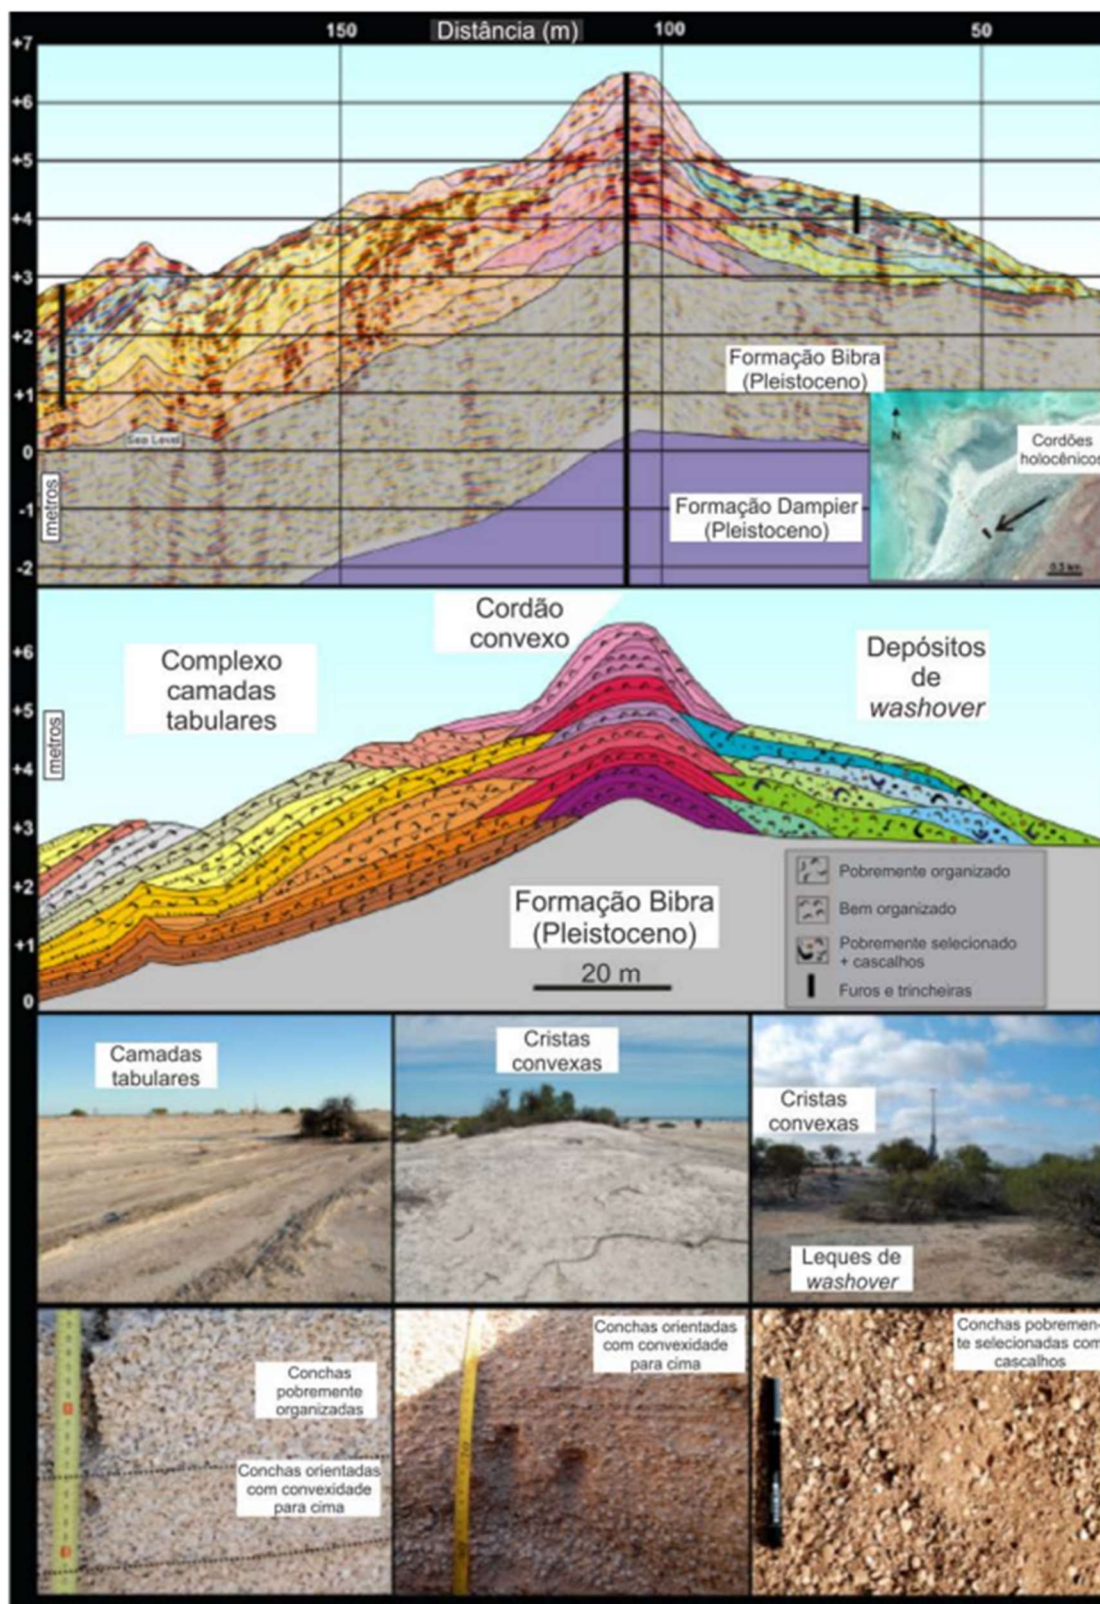 150
Distância (m)
100
50
+7
+6
+5
+4
+3
+2
+1
0
-1
-2
metros
Sea Level
Formação Bibra
(Pleistoceno)
N
Cordões
holocênicos
0.5 km
Formação Dampier
(Pleistoceno)
Complexo
camadas
tabulares
Cordão
convexo
Depósitos
de
washover
+6
+5
+4
+3
+2
+1
0
metros
Formação Bibra
(Pleistoceno)
20 m
Pobremente organizado
Bem organizado
Pobremente selecionado
+ cascalhos
Furos e trincheiras
Camadas
tabulares
Cristas
convexas
Cristas
convexas
Leques de
washover
Conchas
pobremente
organizadas
Conchas orientadas
com convexidade
para cima
Conchas orientadas
com convexidade
para cima
Conchas pobremen-
te selecionadas com
cascalhos